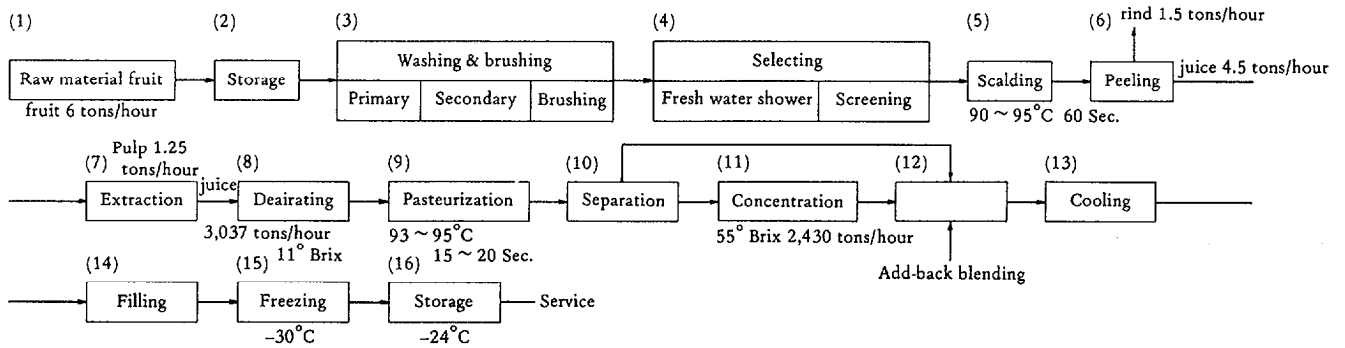 (1) (2) (3) (4) (5) (6) rind 1.5 tons/hour
Washing & brushing Selecting
Raw material fruit Storage Scalding Peeling juice 4.5 tons/hour
Primary Secondary Brushing Fresh water shower Screening
fruit 6 tons/hour 90 ~ 95°C 60 Sec.
Pulp 1.25
(7) tons/hour (8) (9) (10) (11) (12) (13)
juice
Extraction Deairating Pasteurization Separation Concentration Cooling
3,037 tons/hour 93 ~ 95°C 55° Brix 2,430 tons/hour
11° Brix 15 ~ 20 Sec.
Add-back blending
(14) (15) (16)
Filling Freezing Storage Service
–30°C –24°C